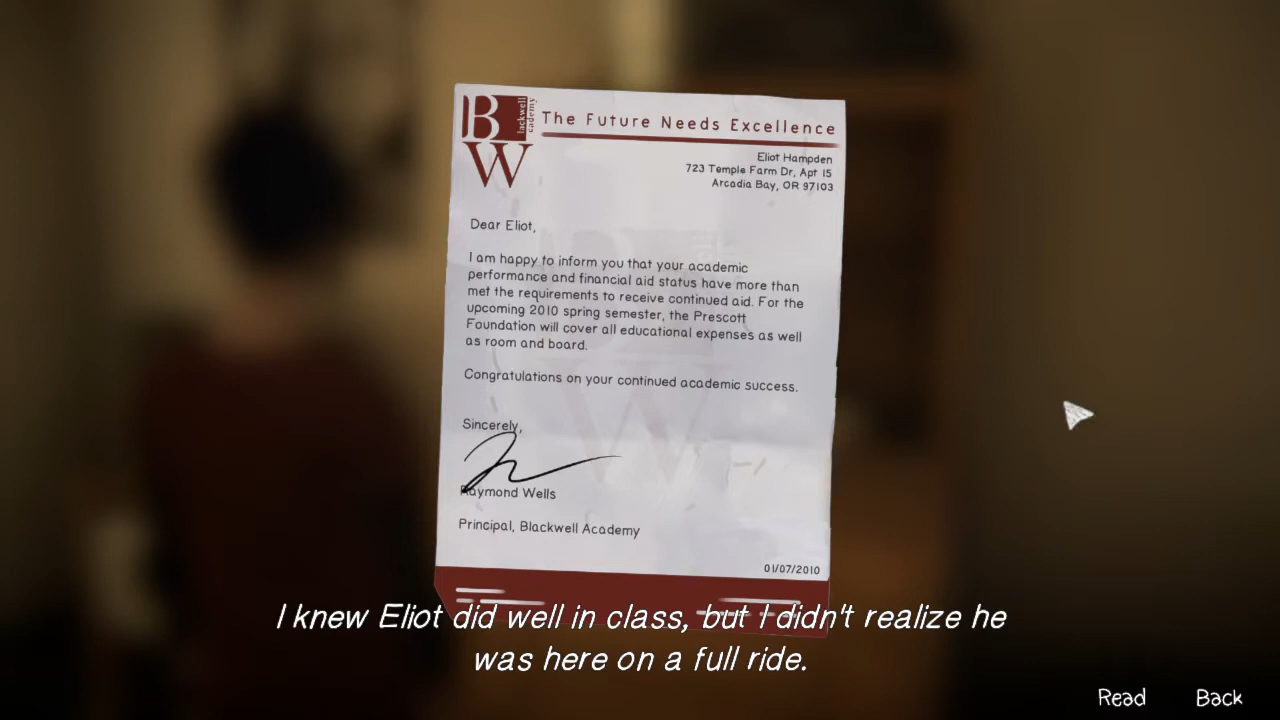 B
lackwell
cademy
W
The Future Needs Excellence
Eliot Hampden
723 Temple Farm Dr, Apt 15
Arcadia Bay, OR 97103
Dear Eliot,
I am happy to inform you that your academic
performance and financial aid status have more than
met the requirements to receive continued aid. For the
upcoming 2010 spring semester, the Prescott
Foundation will cover all educational expenses as well
as room and board.
Congratulations on your continued academic success.
Sincerely,
Raymond Wells
Principal, Blackwell Academy
01/07/2010
I knew Eliot did well in class, but I didn't realize he
was here on a full ride.
Read Back